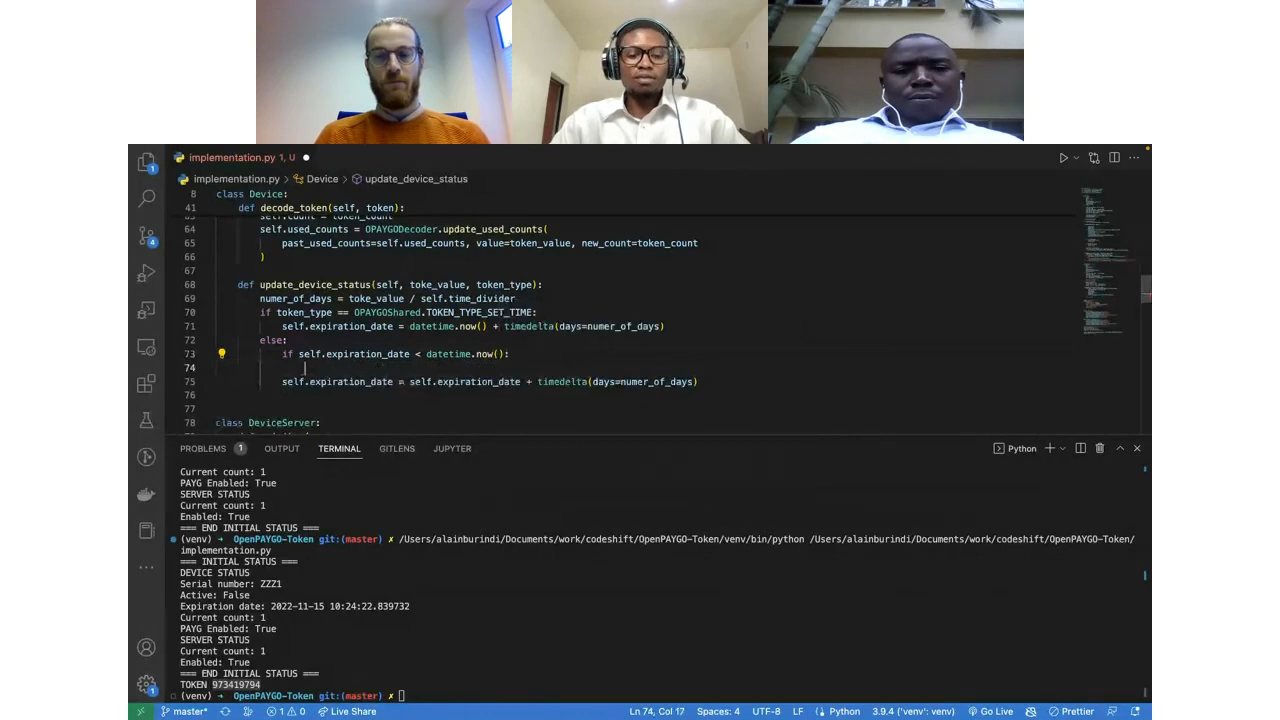 implementation.py 1, U
implementation.py > Device > update_device_status
8 class Device:
41 def decode_token(self, token):
self.count = token_count
64 self.used_counts = OPAYGODecoder.update_used_counts(
65 past_used_counts=self.used_counts, value=token_value, new_count=token_count
66 )
67
68 def update_device_status(self, toke_value, token_type):
69 numer_of_days = toke_value / self.time_divider
70 if token_type == OPAYGOShared.TOKEN_TYPE_SET_TIME:
71 self.expiration_date = datetime.now() + timedelta(days=numer_of_days)
72 else:
73 if self.expiration_date < datetime.now():
74
75 self.expiration_date = self.expiration_date + timedelta(days=numer_of_days)
76
77
78 class DeviceServer:
PROBLEMS 1 OUTPUT TERMINAL GITLENS JUPYTER Python
Current count: 1
PAYG Enabled: True
SERVER STATUS
Current count: 1
Enabled: True
=== END INITIAL STATUS ===
(venv) ➜ OpenPAYGO-Token git:(master) ✗ /Users/alainburindi/Documents/work/codeshift/OpenPAYGO-Token/venv/bin/python /Users/alainburindi/Documents/work/codeshift/OpenPAYGO-Token/
implementation.py
=== INITIAL STATUS ===
DEVICE STATUS
Serial number: ZZZ1
Active: False
Expiration date: 2022-11-15 10:24:22.839732
Current count: 1
PAYG Enabled: True
SERVER STATUS
Current count: 1
Enabled: True
=== END INITIAL STATUS ===
TOKEN 973419794
(venv) ➜ OpenPAYGO-Token git:(master) ✗
master* 1 0 Live Share Ln 74, Col 17 Spaces: 4 UTF-8 LF Python 3.9.4 ('venv': venv) Go Live Prettier